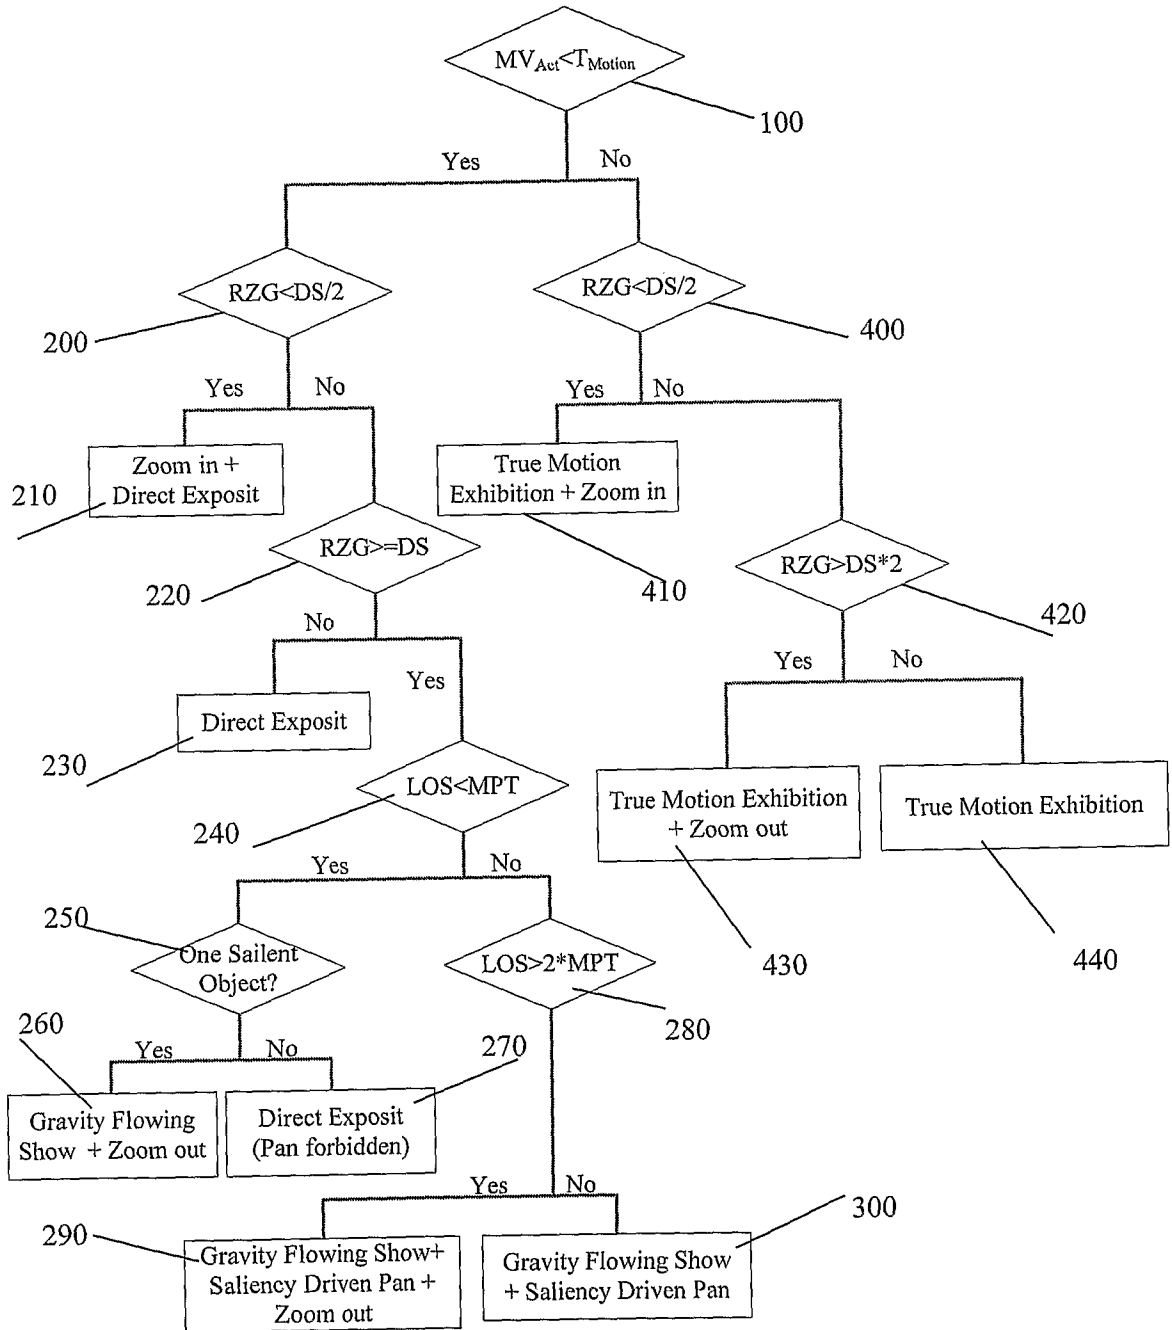 MVAct<TMotion
100
Yes No
RZG<DS/2
RZG<DS/2
200
400
Yes No
Yes No
Zoom in +
Direct Exposit
210
True Motion
Exhibition + Zoom in
410
RZG>=DS
220
RZG>DS*2
420
No
Yes
Yes No
Direct Exposit
230
LOS<MPT
240
True Motion Exhibition
+ Zoom out
430
True Motion Exhibition
440
Yes No
250
One Sailent
Object?
LOS>2*MPT
280
260
Yes No
270
Gravity Flowing
Show + Zoom out
Direct Exposit
(Pan forbidden)
Yes No
290
300
Gravity Flowing Show+
Saliency Driven Pan +
Zoom out
Gravity Flowing Show
+ Saliency Driven Pan